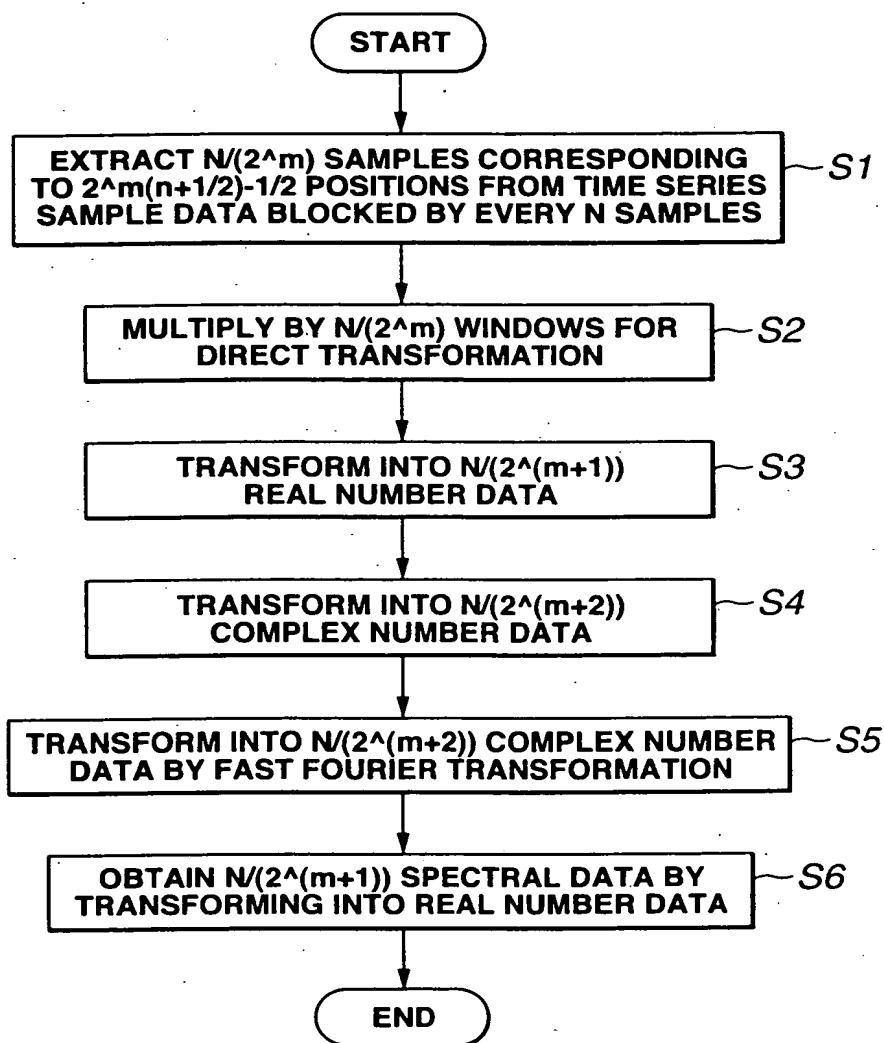 START
EXTRACT N/(2^m) SAMPLES CORRESPONDING
TO 2^m(n+1/2)-1/2 POSITIONS FROM TIME SERIES
SAMPLE DATA BLOCKED BY EVERY N SAMPLES
S1
MULTIPLY BY N/(2^m) WINDOWS FOR
DIRECT TRANSFORMATION
S2
TRANSFORM INTO N/(2^(m+1))
REAL NUMBER DATA
S3
TRANSFORM INTO N/(2^(m+2))
COMPLEX NUMBER DATA
S4
TRANSFORM INTO N/(2^(m+2)) COMPLEX NUMBER
DATA BY FAST FOURIER TRANSFORMATION
S5
OBTAIN N/(2^(m+1)) SPECTRAL DATA BY
TRANSFORMING INTO REAL NUMBER DATA
S6
END